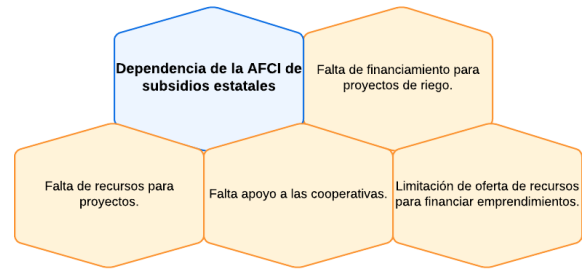 Dependencia de la AFCI de
subsidios estatales
Falta de financiamiento para
proyectos de riego.
Falta de recursos para
proyectos.
Falta apoyo a las cooperativas.
Limitación de oferta de recursos
para financiar emprendimientos.